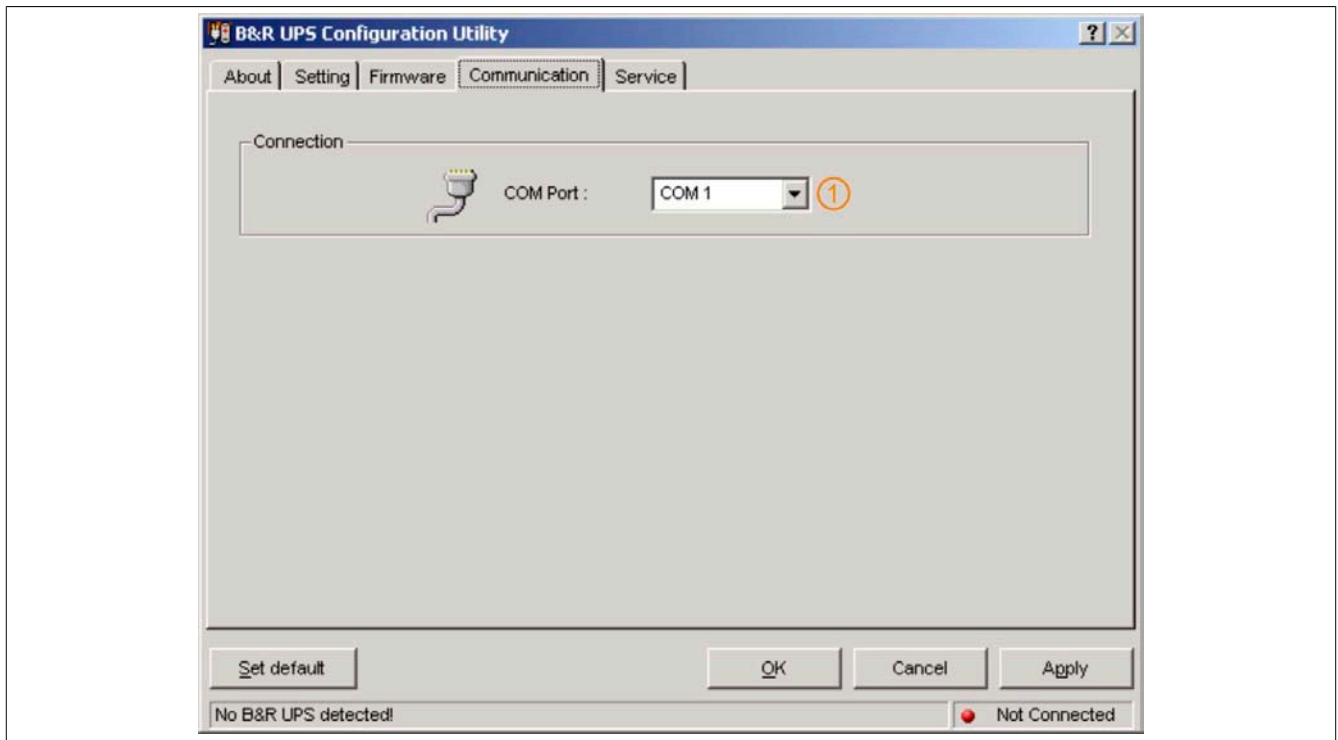 B&R UPS Configuration Utility
About Setting Firmware Communication Service
Connection
COM Port : COM 1 1
Set default OK Cancel Apply
No B&R UPS detected! Not Connected